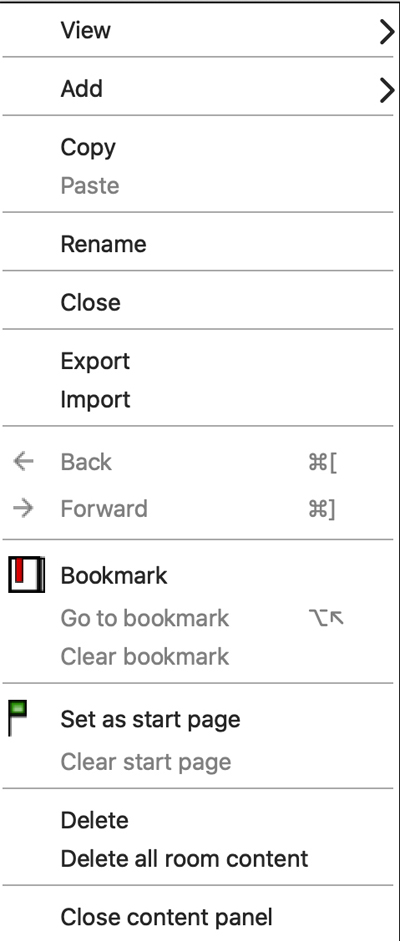 View
Add
Copy
Paste
Rename
Close
Export
Import
Back ⌘[
Forward ⌘]
Bookmark
Go to bookmark ⌥↖
Clear bookmark
Set as start page
Clear start page
Delete
Delete all room content
Close content panel